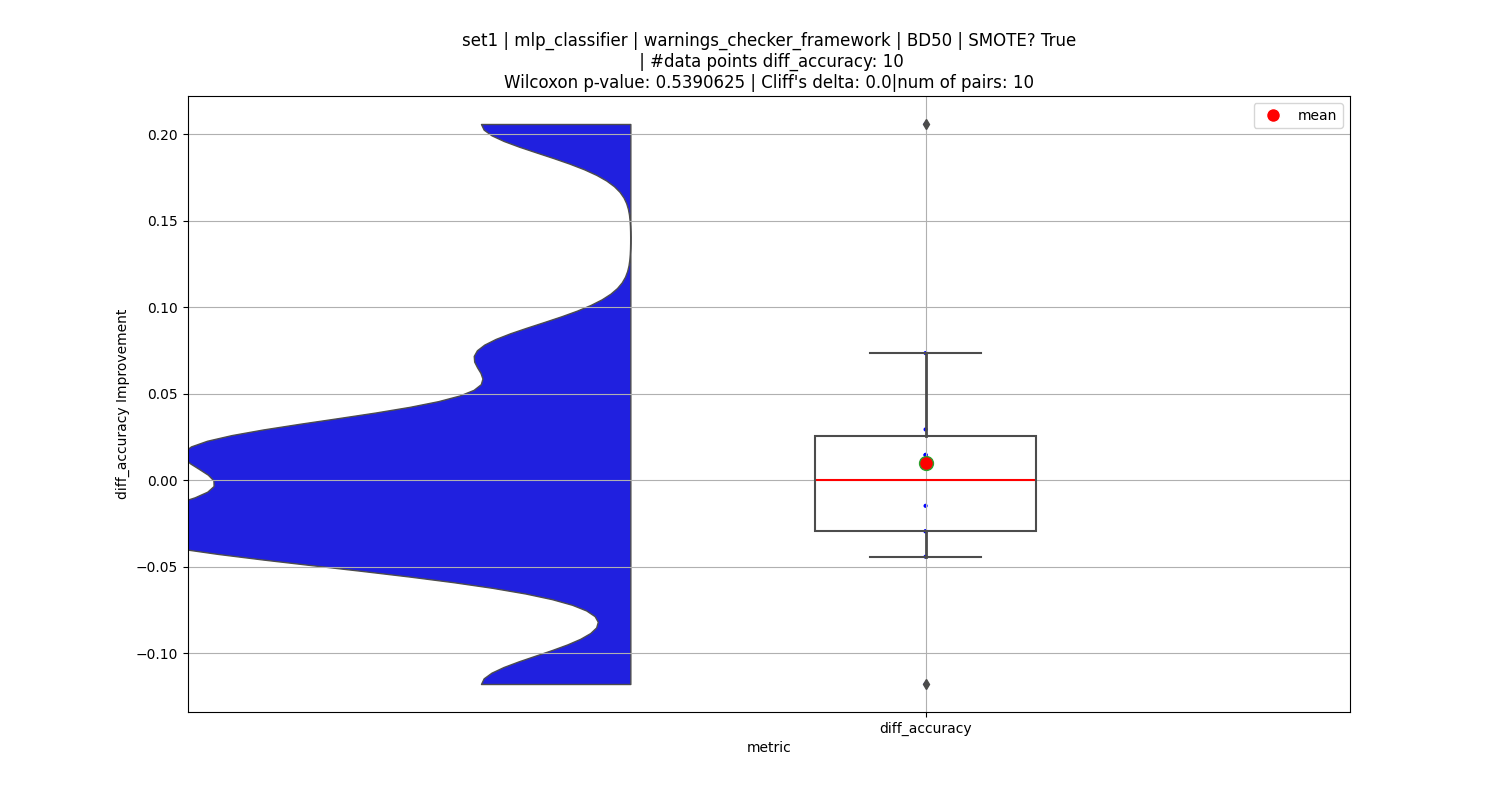 set1 | mlp_classifier | warnings_checker_framework | BD50 | SMOTE? True
| #data points diff_accuracy: 10
Wilcoxon p-value: 0.5390625 | Cliff's delta: 0.0|num of pairs: 10
mean
0.20
0.15
0.10
0.05
0.00
−0.05
−0.10
diff_accuracy Improvement
diff_accuracy
metric